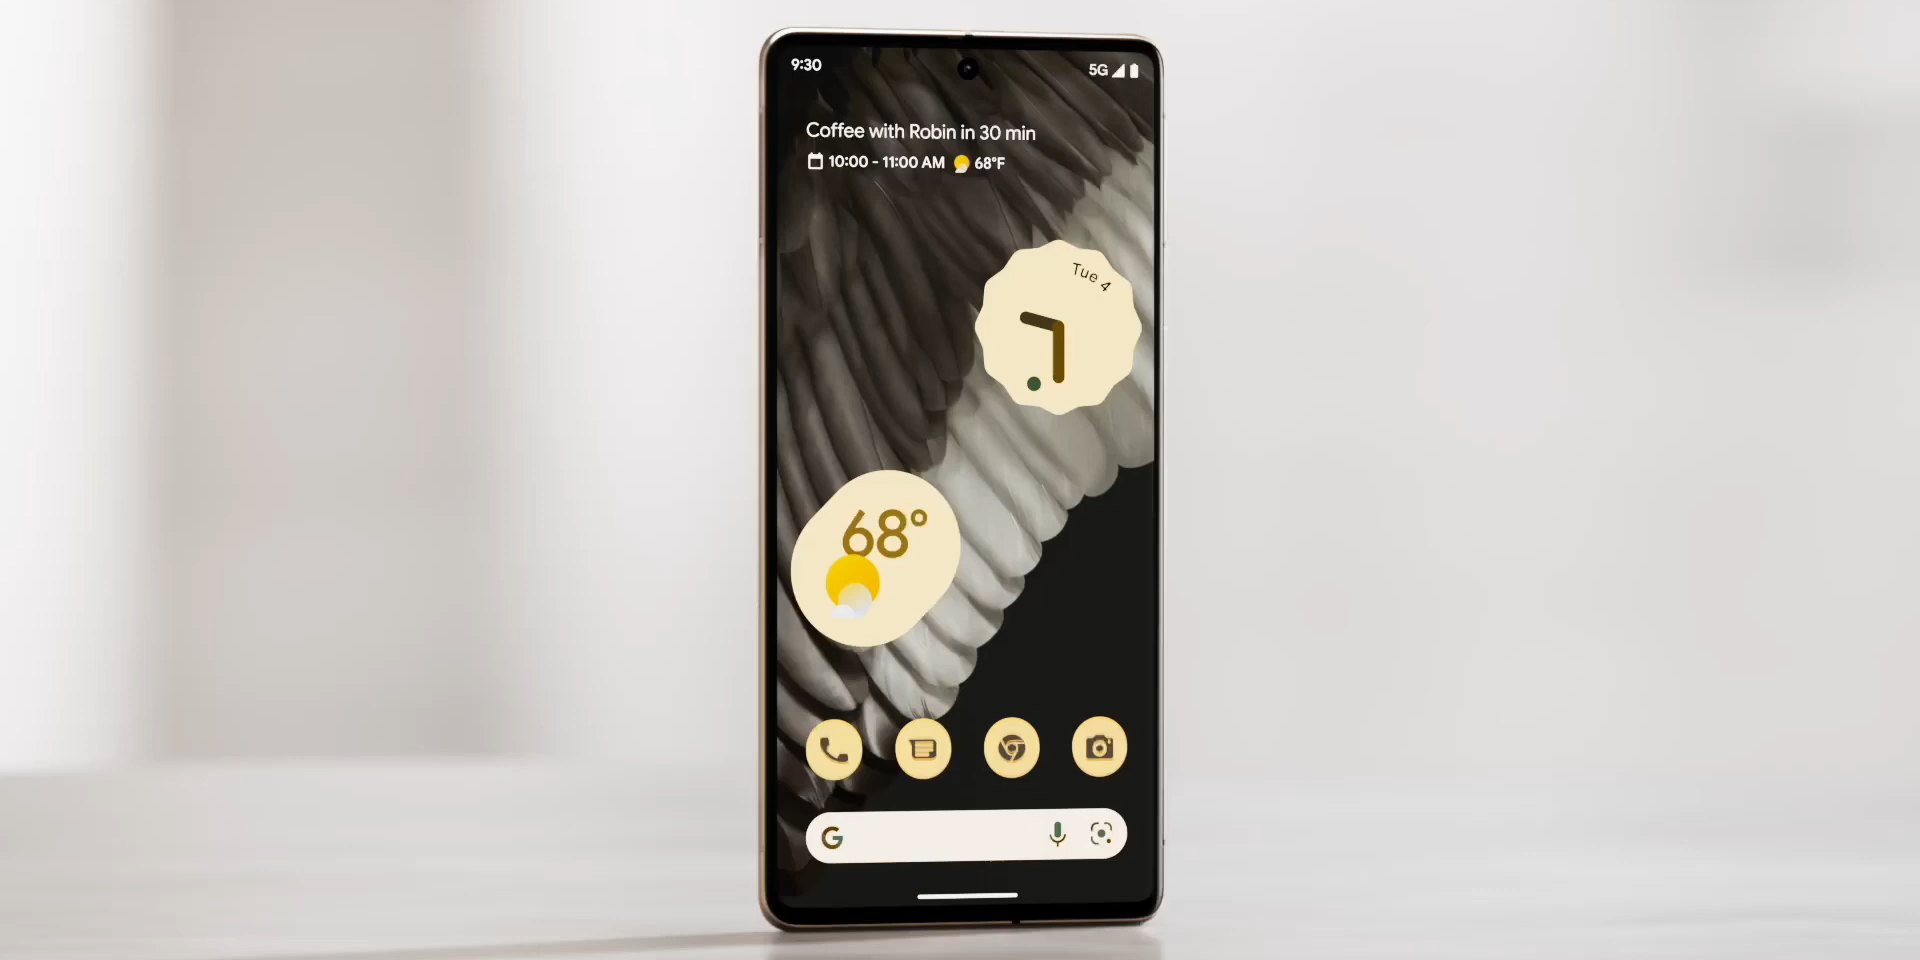 9:30
5G
Coffee with Robin in 30 min
10:00 - 11:00 AM 68°F
Tue 4
68°
G